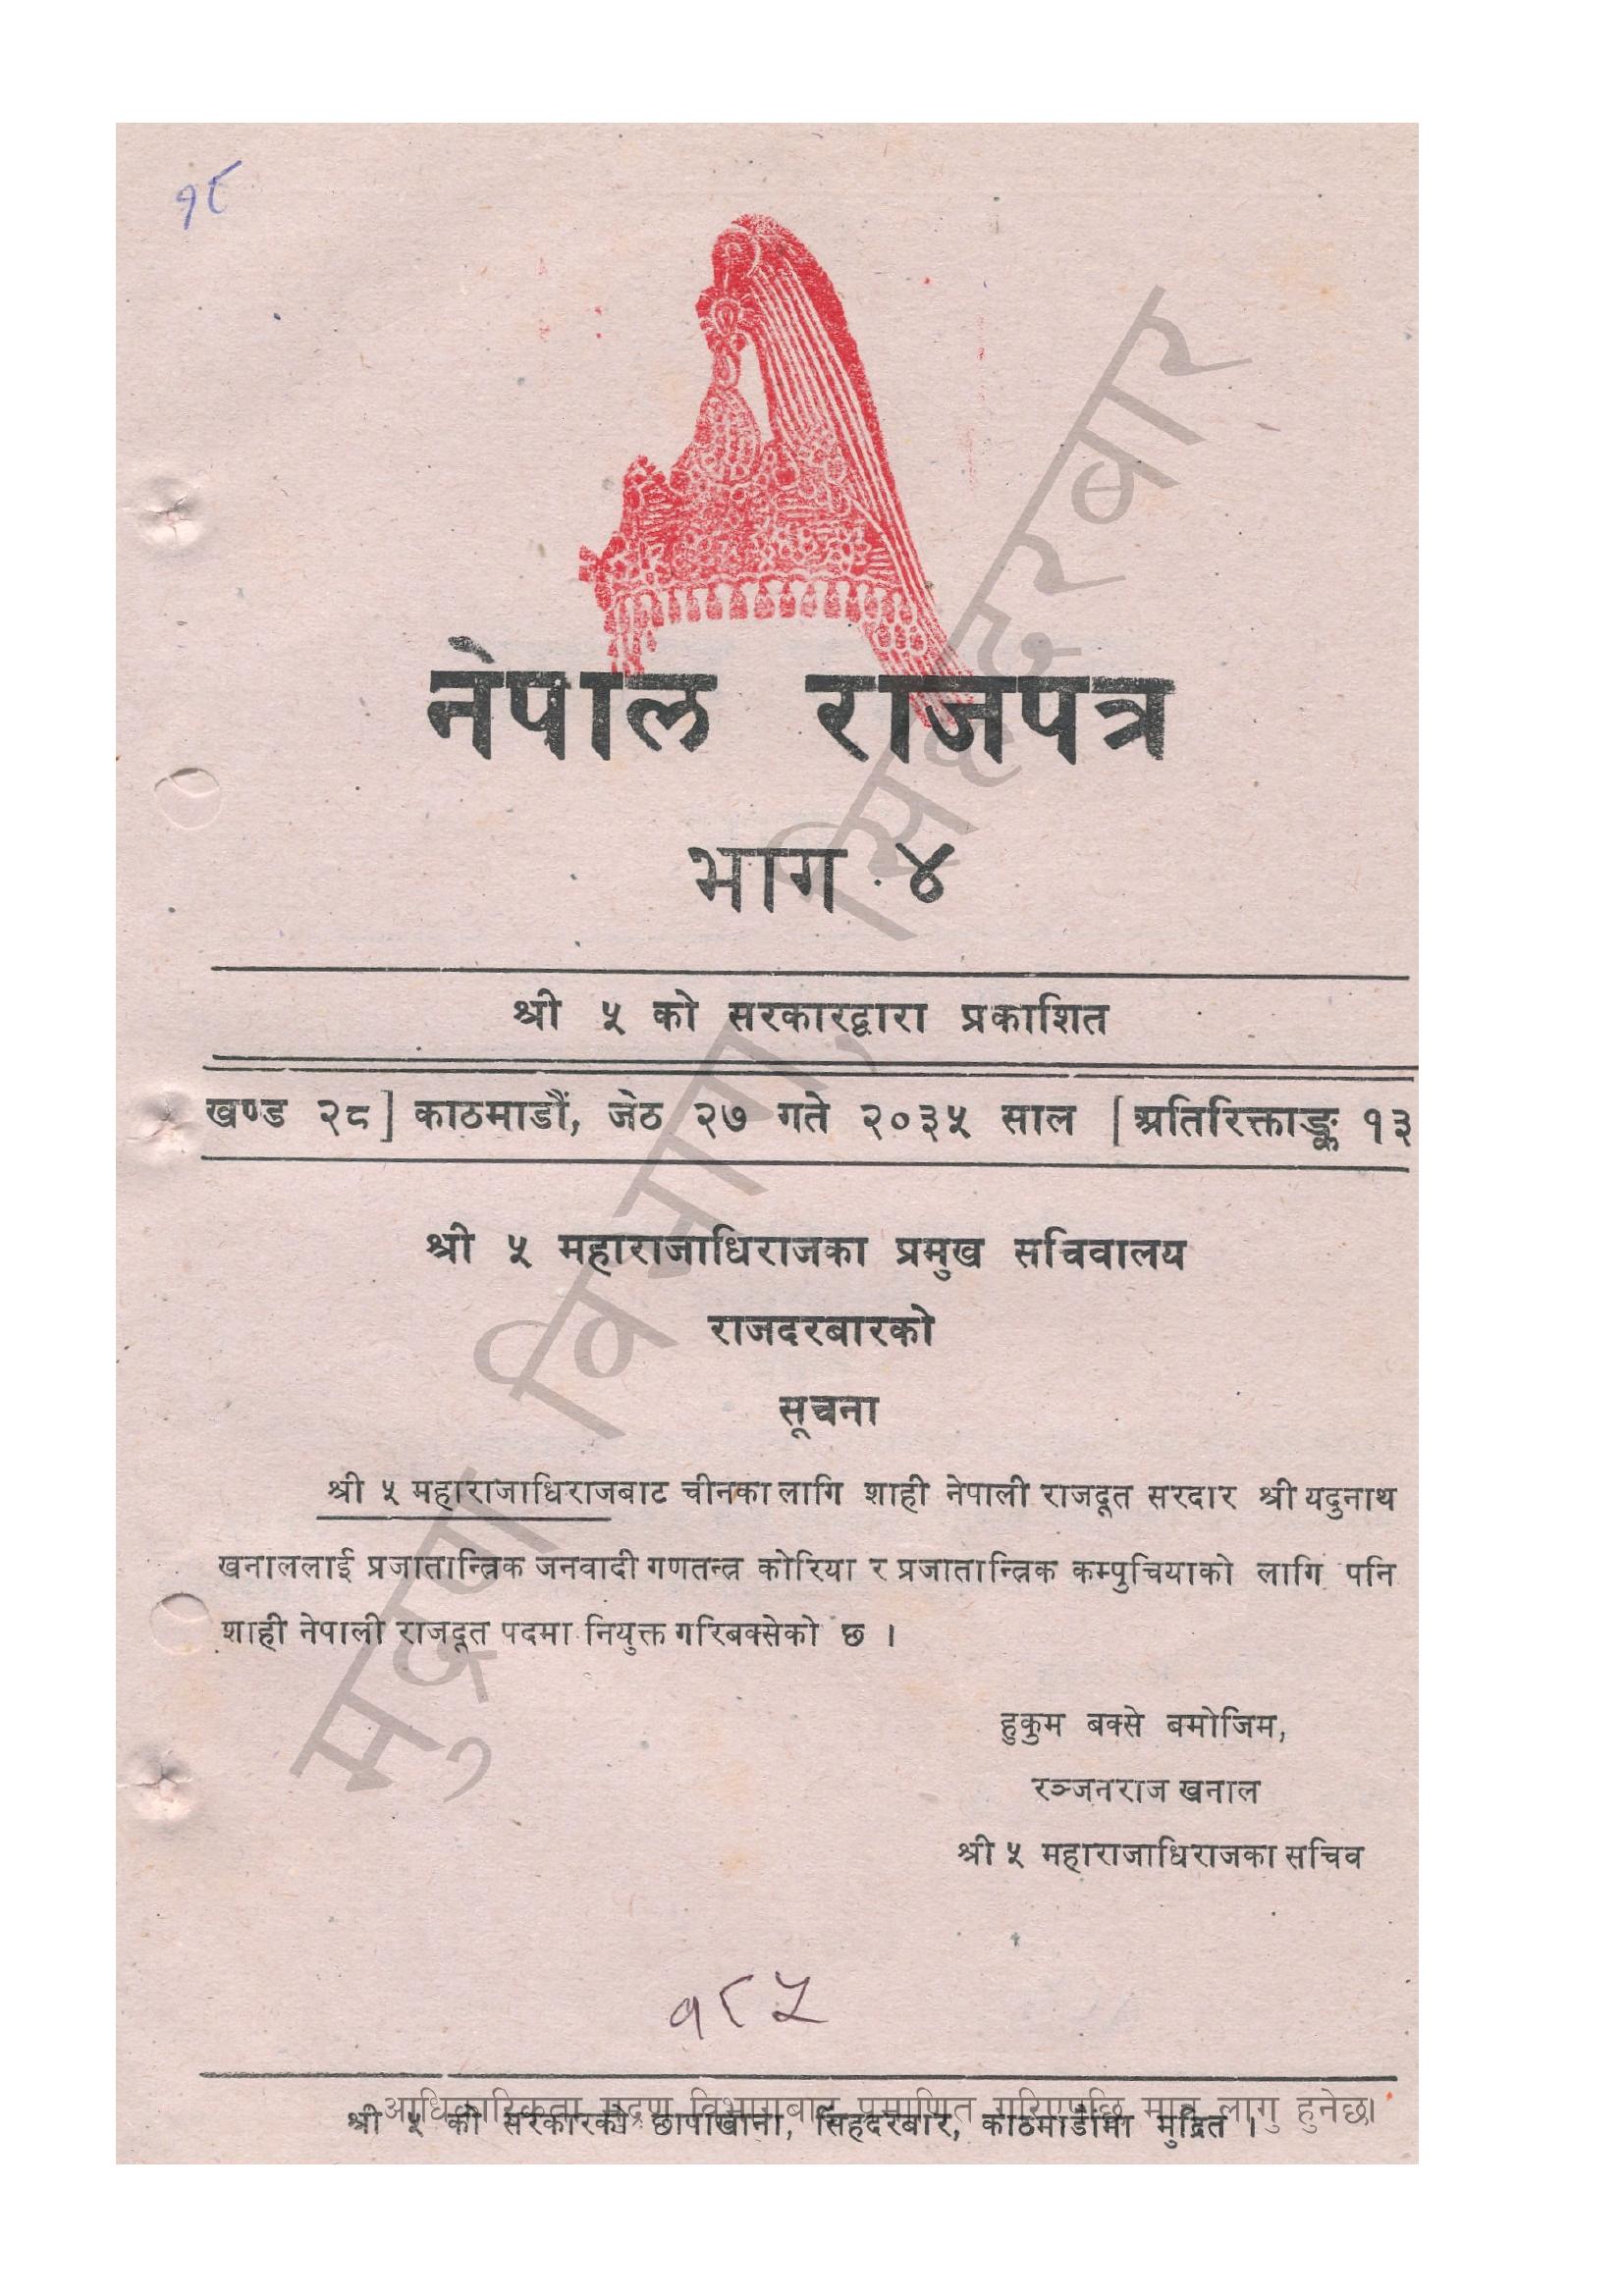 १८
नेपाल राजपत्र
भाग ४
श्री ५ को सरकारद्वारा प्रकाशित
खण्ड २८] काठमाडौं, जेठ २७ गते २०३५ साल [अतिरिक्ताङ्क १३
श्री ५ महाराजाधिराजका प्रमुख सचिवालय
राजदरबारको
सूचना
श्री ५ महाराजाधिराजबाट चीनका लागि शाही नेपाली राजदूत सरदार श्री यदुनाथ
खनाललाई प्रजातान्त्रिक जनवादी गणतन्त्र कोरिया र प्रजातान्त्रिक कम्पुचियाको लागि पनि
शाही नेपाली राजदूत पदमा नियुक्त गरिबक्सेको छ ।
हुकुम बक्से बमोजिम,
रञ्जनराज खनाल
श्री ५ महाराजाधिराजका सचिव
१८५
आधिकारिकता मुद्रण विभागबाट प्रमाणित गरिएपछि मात्र लागु हुनेछ।
श्री ५ को सरकारको छापाखाना, सिंहदरबार, काठमाडौंमा मुद्रित ।
मुद्रण विभाग, सिंहदरबार